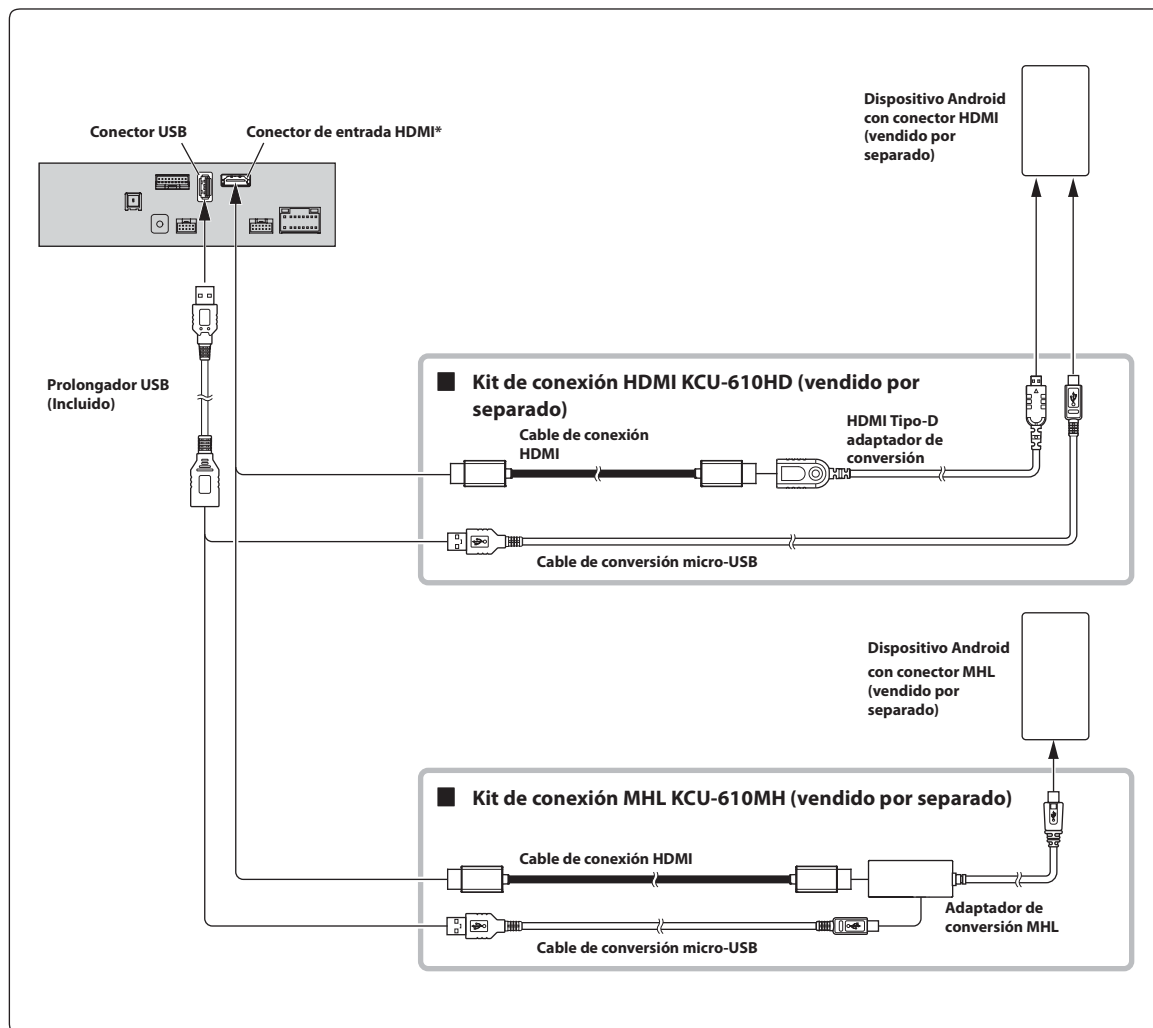 Dispositivo Android
con conector HDMI
(vendido por
separado)
Conector USB
Conector de entrada HDMI*
Prolongador USB
(Incluido)
Kit de conexión HDMI KCU-610HD (vendido por
separado)
Cable de conexión
HDMI
HDMI Tipo-D
adaptador de
conversión
Cable de conversión micro-USB
Dispositivo Android
con conector MHL
(vendido por
separado)
Kit de conexión MHL KCU-610MH (vendido por separado)
Cable de conexión HDMI
Adaptador de
conversión MHL
Cable de conversión micro-USB